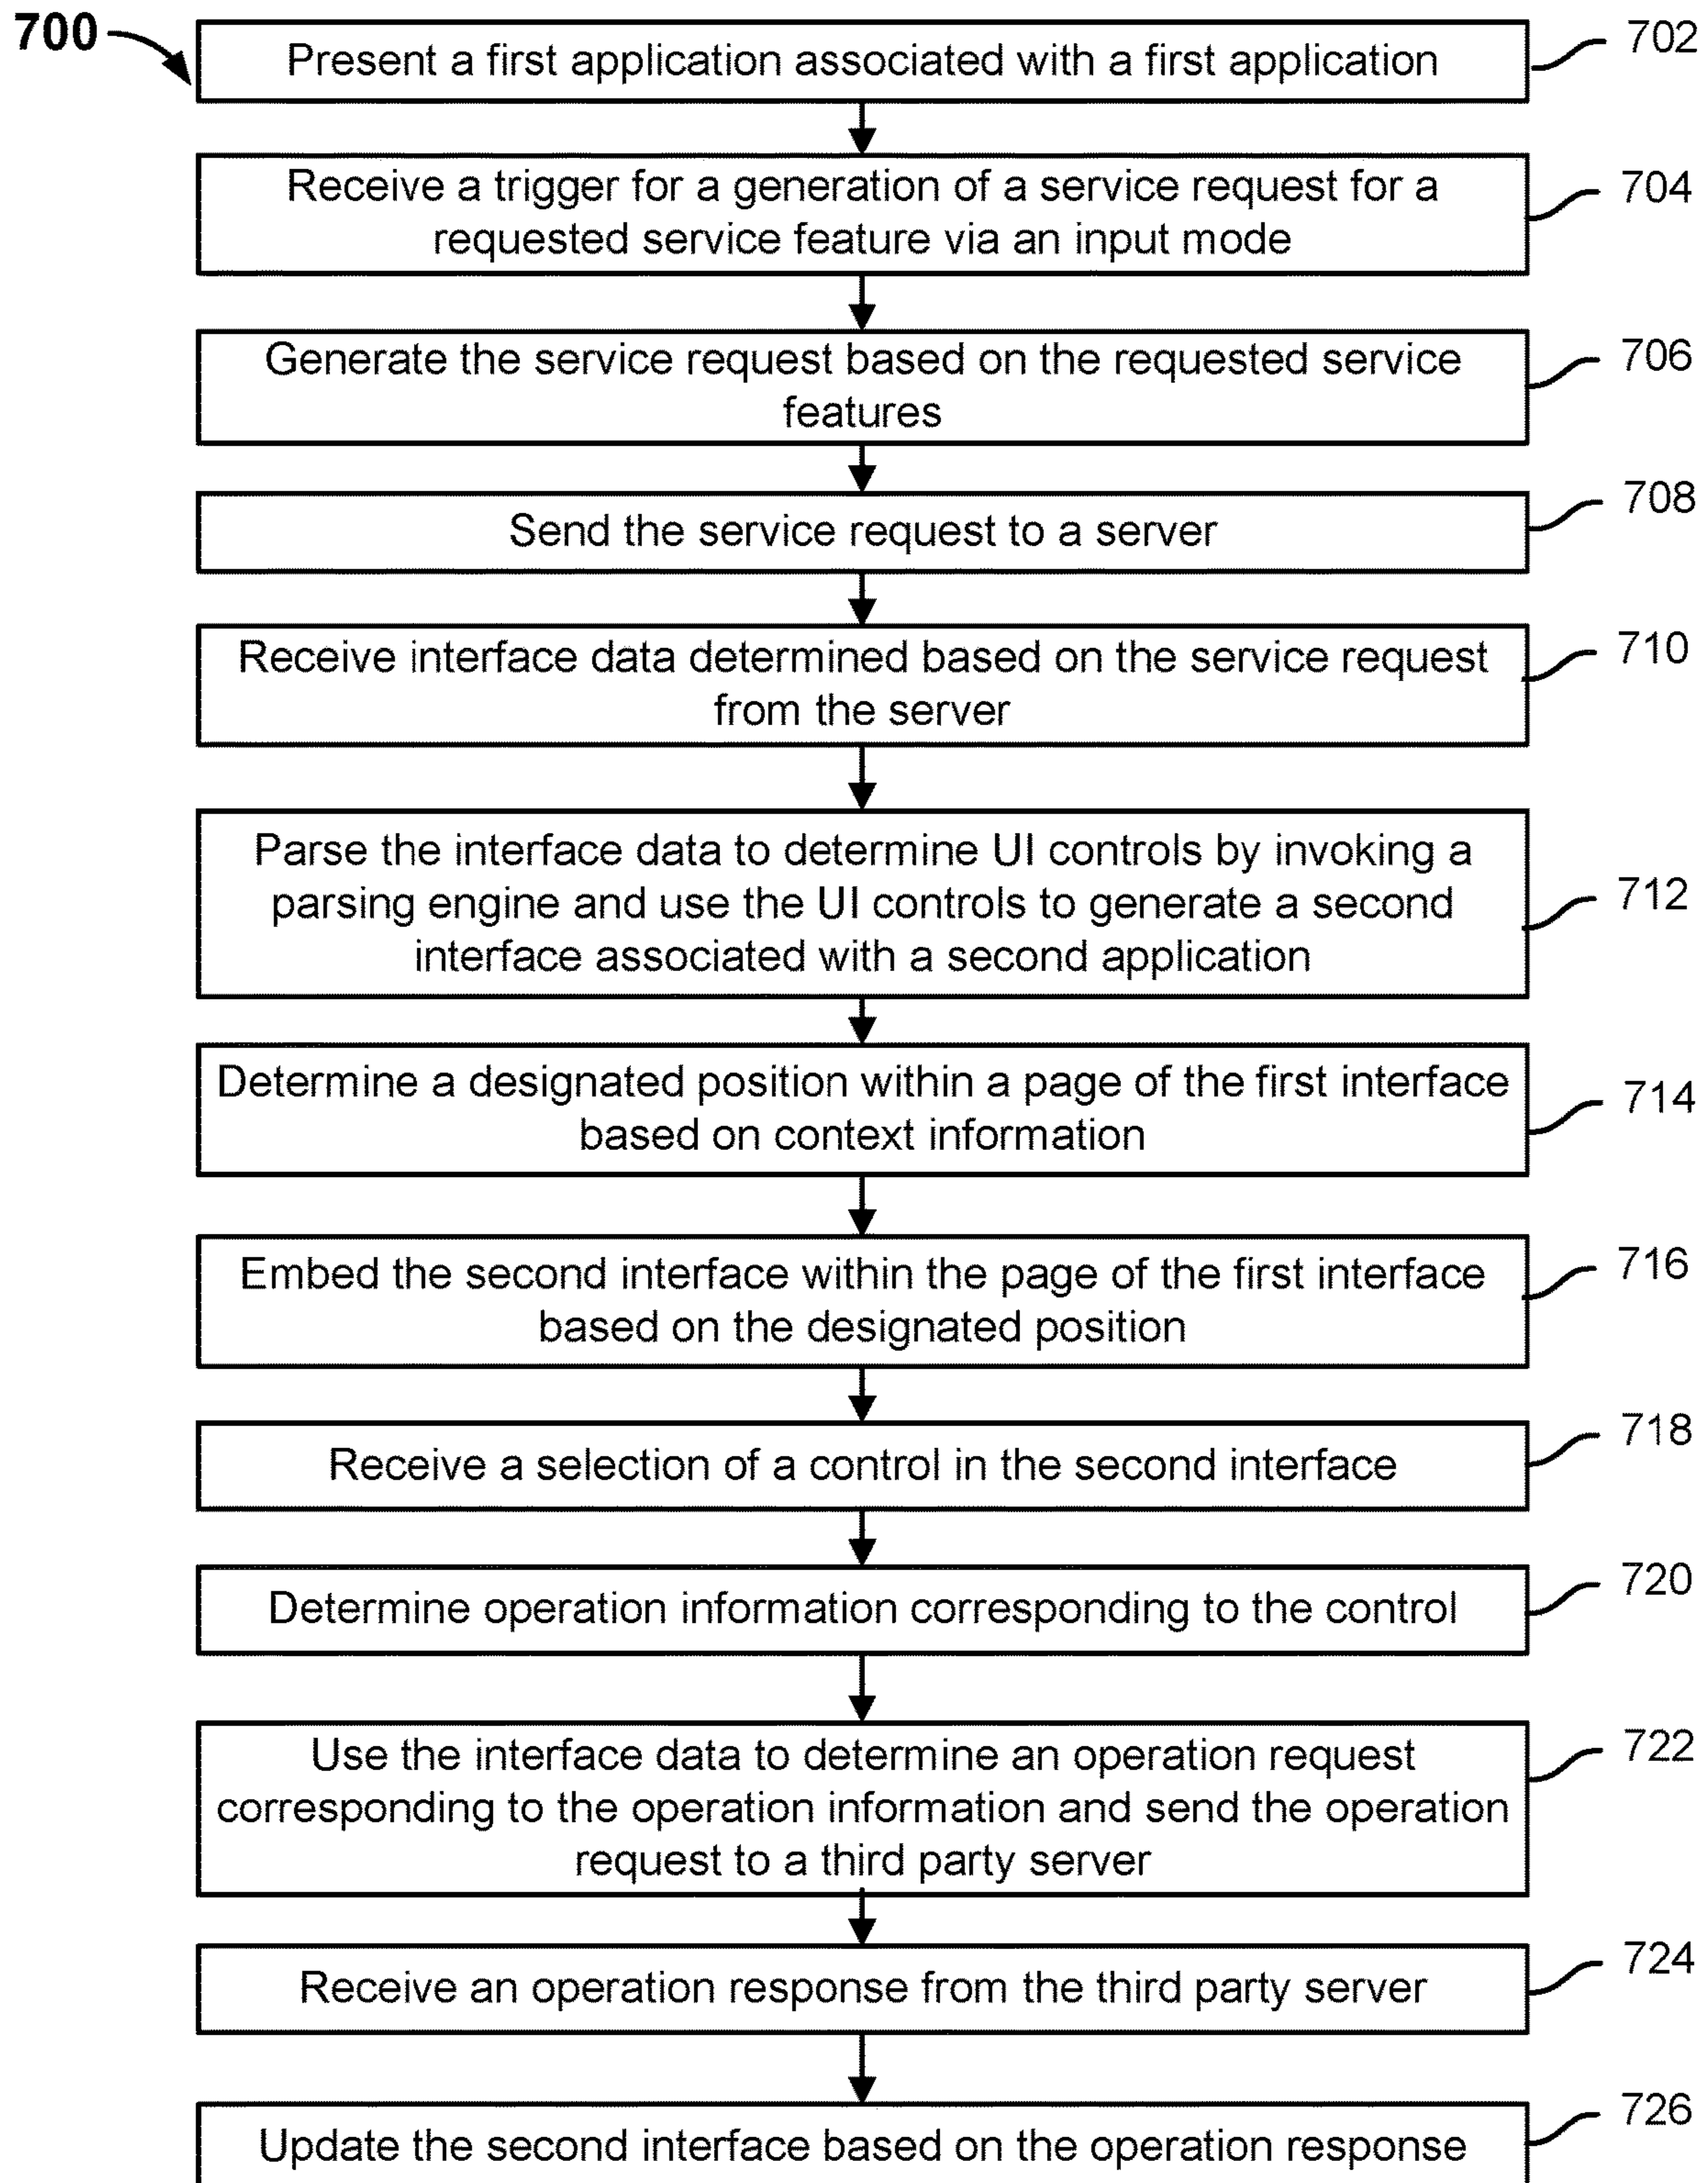 700
Present a first application associated with a first application
702
Receive a trigger for a generation of a service request for a
requested service feature via an input mode
704
Generate the service request based on the requested service
features
706
Send the service request to a server
708
Receive interface data determined based on the service request
from the server
710
Parse the interface data to determine UI controls by invoking a
parsing engine and use the UI controls to generate a second
interface associated with a second application
712
Determine a designated position within a page of the first interface
based on context information
714
Embed the second interface within the page of the first interface
based on the designated position
716
Receive a selection of a control in the second interface
718
Determine operation information corresponding to the control
720
Use the interface data to determine an operation request
corresponding to the operation information and send the operation
request to a third party server
722
Receive an operation response from the third party server
724
Update the second interface based on the operation response
726